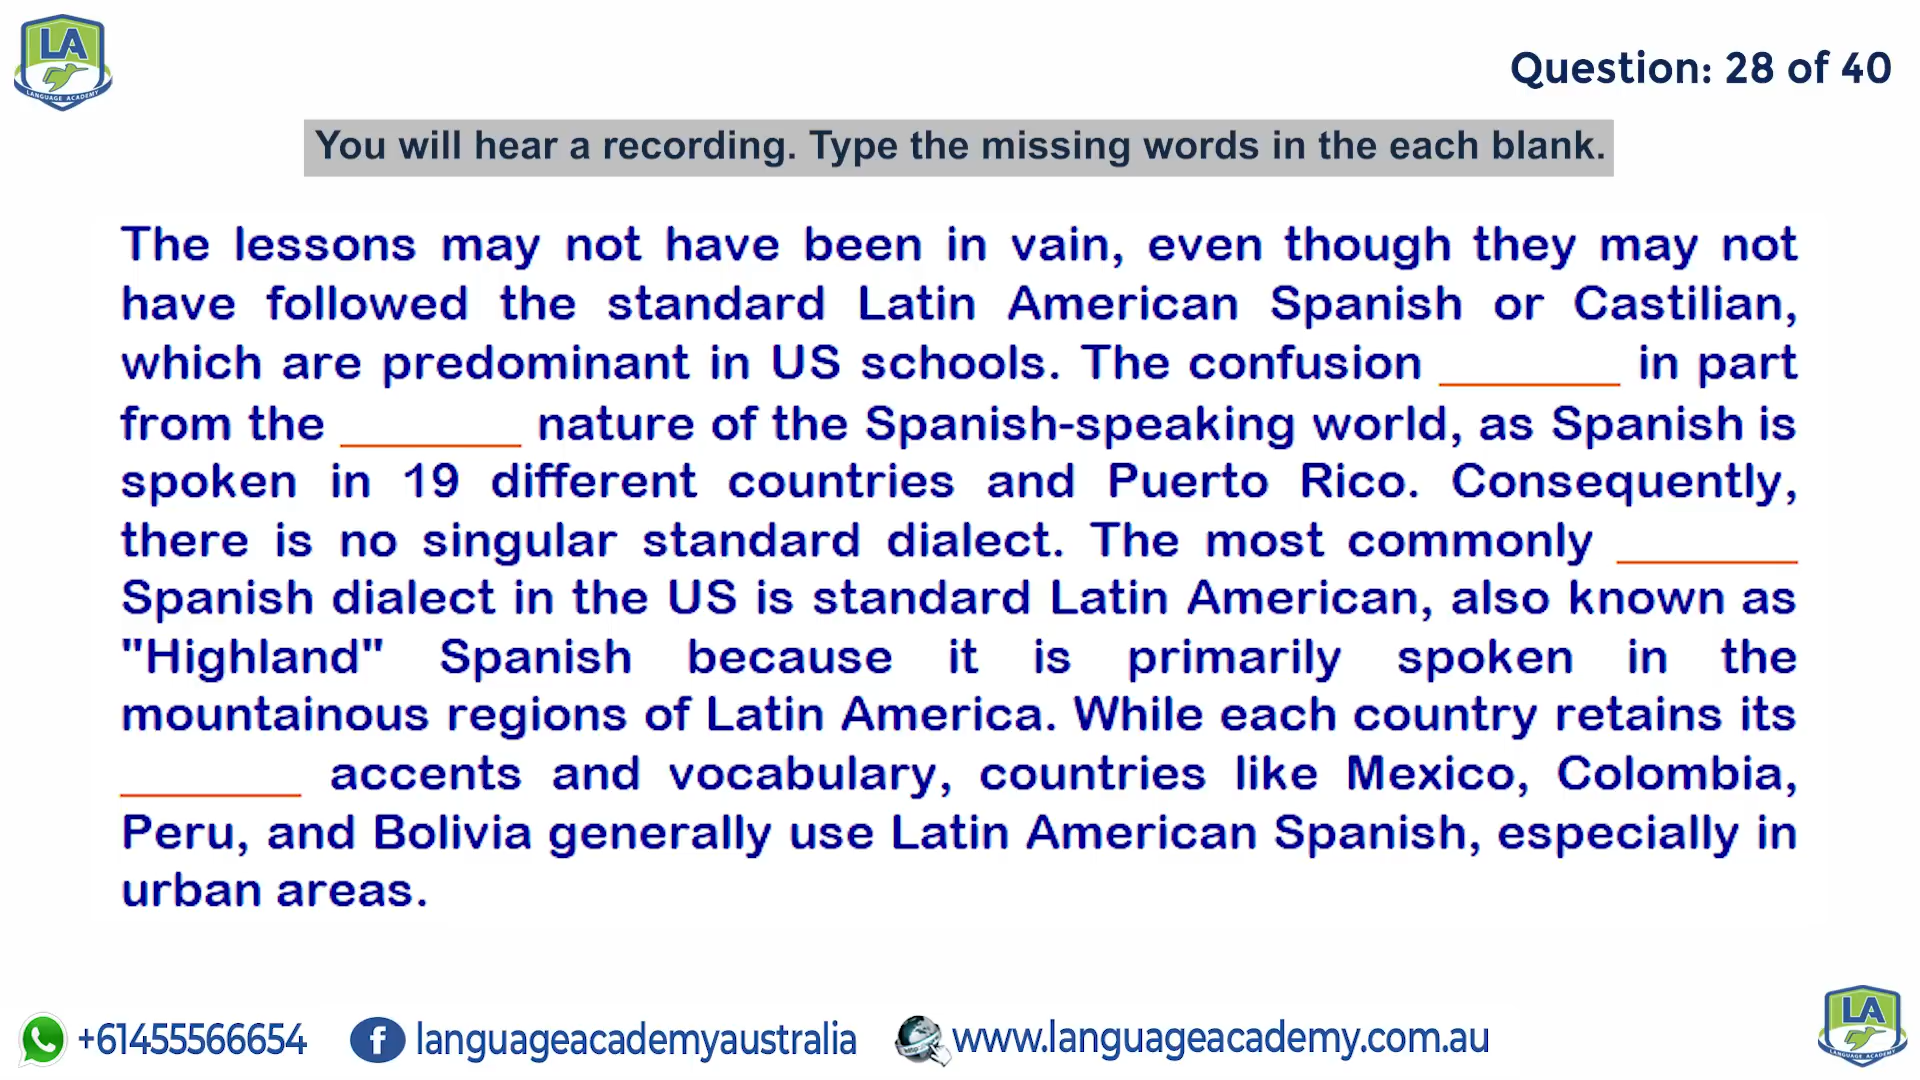 LA
LANGUAGE ACADEMY
Question: 28 of 40
You will hear a recording. Type the missing words in the each blank.
The lessons may not have been in vain, even though they may not
have followed the standard Latin American Spanish or Castilian,
which are predominant in US schools. The confusion ________ in part
from the ________ nature of the Spanish-speaking world, as Spanish is
spoken in 19 different countries and Puerto Rico. Consequently,
there is no singular standard dialect. The most commonly ________
Spanish dialect in the US is standard Latin American, also known as
"Highland" Spanish because it is primarily spoken in the
mountainous regions of Latin America. While each country retains its
________ accents and vocabulary, countries like Mexico, Colombia,
Peru, and Bolivia generally use Latin American Spanish, especially in
urban areas.
+61455566654
f languageacademyaustralia
www.languageacademy.com.au
LA
LANGUAGE ACADEMY